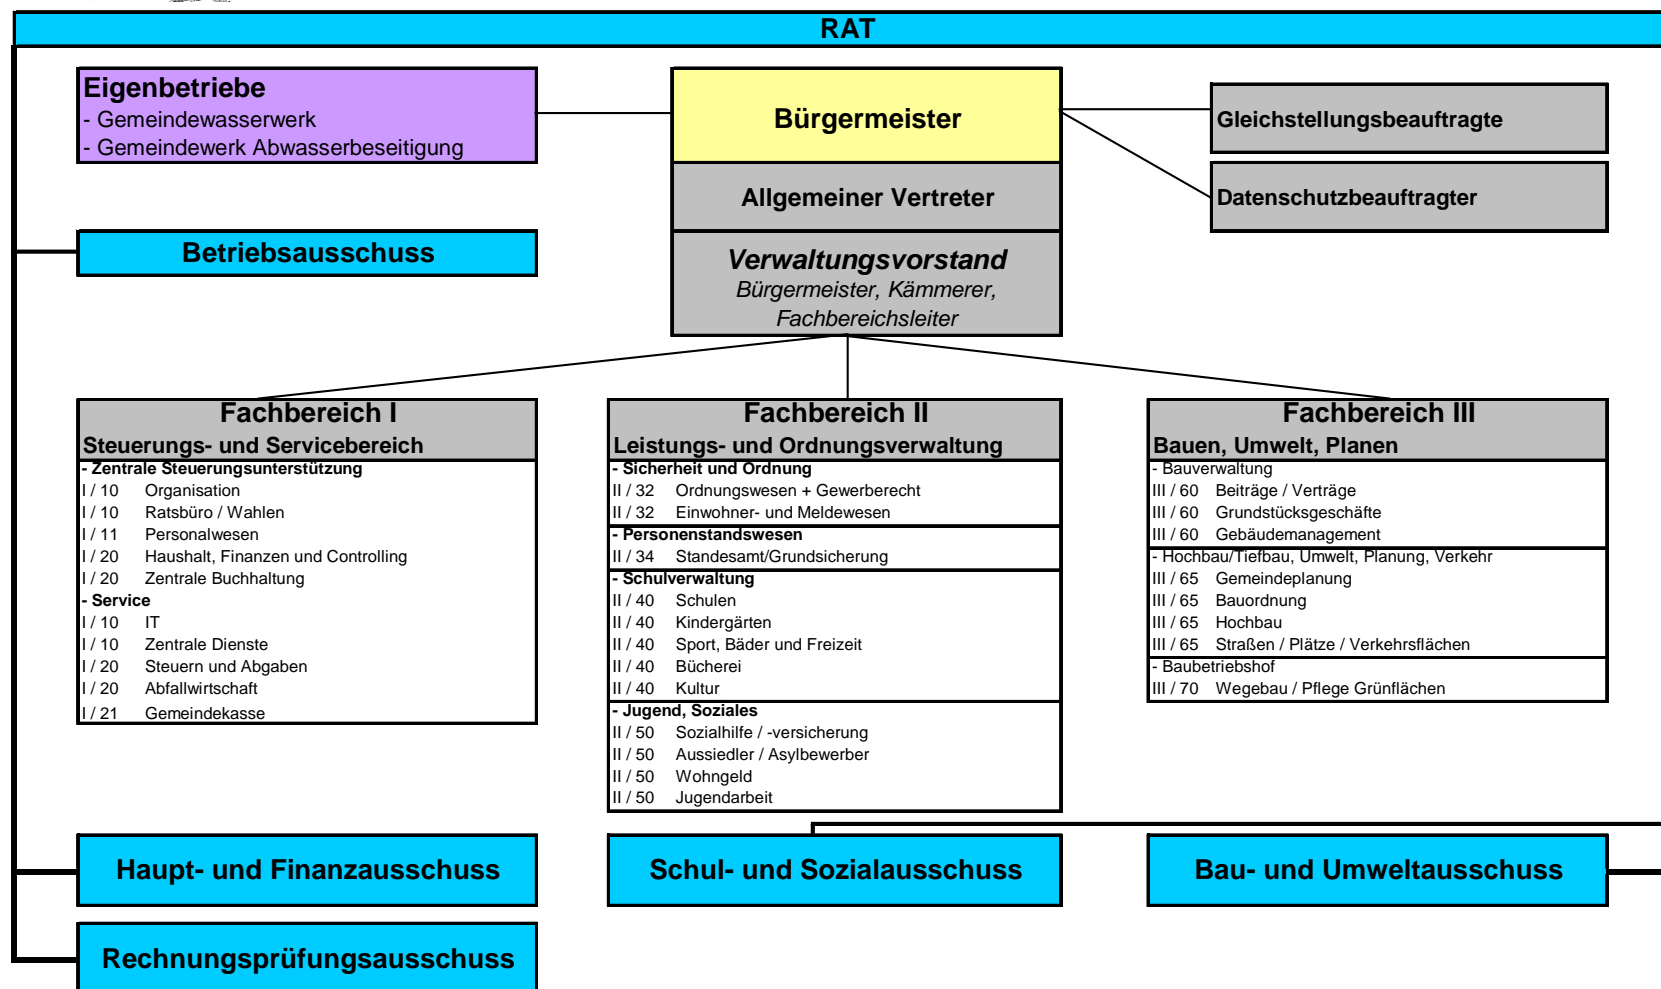 RAT
Eigenbetriebe
- Gemeindewasserwerk
- Gemeindewerk Abwasserbeseitigung
Bürgermeister
Gleichstellungsbeauftragte
Allgemeiner Vertreter
Datenschutzbeauftragter
Betriebsausschuss
Verwaltungsvorstand
Bürgermeister, Kämmerer,
Fachbereichsleiter
Fachbereich I
Steuerungs- und Servicebereich
- Zentrale Steuerungsunterstützung
I / 10 Organisation
I / 10 Ratsbüro / Wahlen
I / 11 Personalwesen
I / 20 Haushalt, Finanzen und Controlling
I / 20 Zentrale Buchhaltung
- Service
I / 10 IT
I / 10 Zentrale Dienste
I / 20 Steuern und Abgaben
I / 20 Abfallwirtschaft
I / 21 Gemeindekasse
Fachbereich II
Leistungs- und Ordnungsverwaltung
- Sicherheit und Ordnung
II / 32 Ordnungswesen + Gewerberecht
II / 32 Einwohner- und Meldewesen
- Personenstandswesen
II / 34 Standesamt/Grundsicherung
- Schulverwaltung
II / 40 Schulen
II / 40 Kindergärten
II / 40 Sport, Bäder und Freizeit
II / 40 Bücherei
II / 40 Kultur
- Jugend, Soziales
II / 50 Sozialhilfe / -versicherung
II / 50 Aussiedler / Asylbewerber
II / 50 Wohngeld
II / 50 Jugendarbeit
Fachbereich III
Bauen, Umwelt, Planen
- Bauverwaltung
III / 60 Beiträge / Verträge
III / 60 Grundstücksgeschäfte
III / 60 Gebäudemanagement
- Hochbau/Tiefbau, Umwelt, Planung, Verkehr
III / 65 Gemeindeplanung
III / 65 Bauordnung
III / 65 Hochbau
III / 65 Straßen / Plätze / Verkehrsflächen
- Baubetriebshof
III / 70 Wegebau / Pflege Grünflächen
Haupt- und Finanzausschuss
Schul- und Sozialausschuss
Bau- und Umweltausschuss
Rechnungsprüfungsausschuss